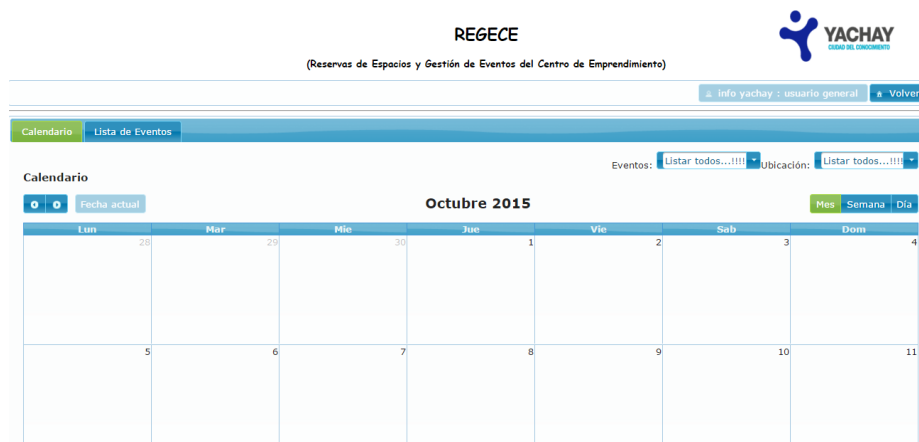 REGECE
YACHAY
CIUDAD DEL CONOCIMIENTO
(Reservas de Espacios y Gestión de Eventos del Centro de Emprendimiento)
info yachay : usuario general Volver
Calendario Lista de Eventos
Eventos: Listar todos...!!!! Ubicación: Listar todos...!!!!
Calendario
Fecha actual Octubre 2015 Mes Semana Día
Lun Mar Mie Jue Vie Sab Dom
28 29 30 1 2 3 4
5 6 7 8 9 10 11